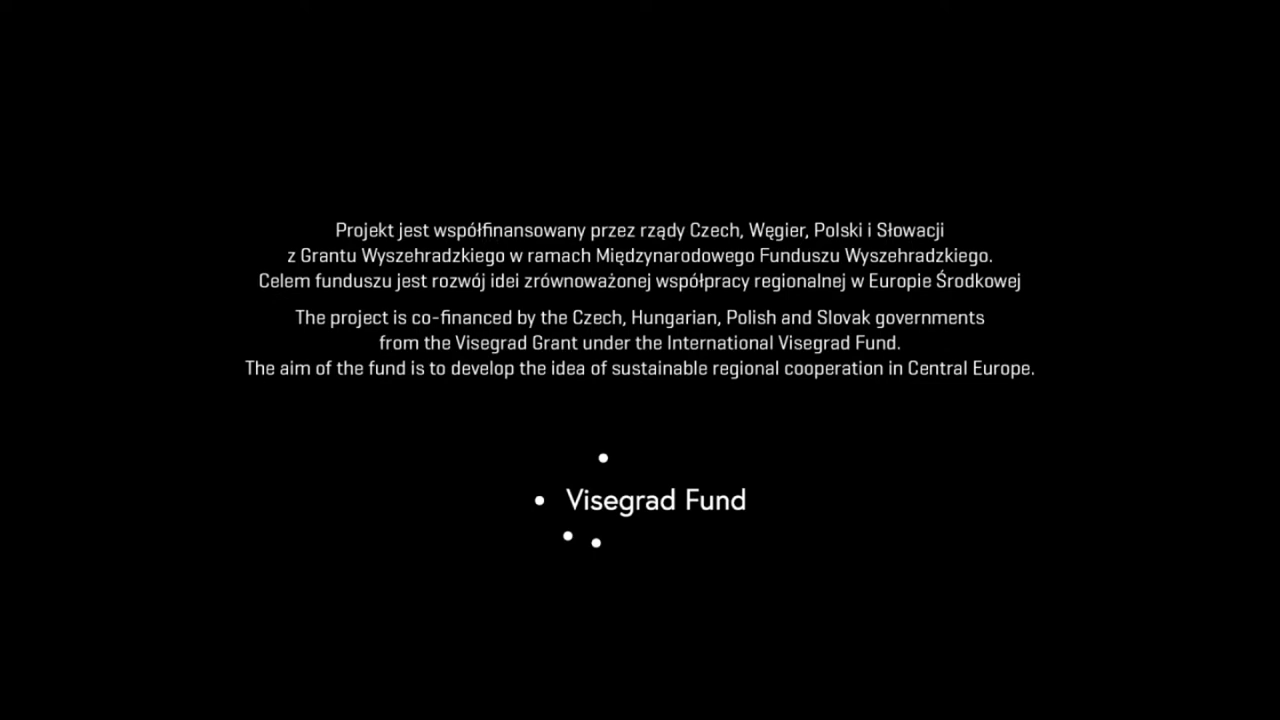 Projekt jest współfinansowany przez rządy Czech, Węgier, Polski i Słowacji
z Grantu Wyszehradzkiego w ramach Międzynarodowego Funduszu Wyszehradzkiego.
Celem funduszu jest rozwój idei zrównoważonej współpracy regionalnej w Europie Środkowej
The project is co-financed by the Czech, Hungarian, Polish and Slovak governments
from the Visegrad Grant under the International Visegrad Fund.
The aim of the fund is to develop the idea of sustainable regional cooperation in Central Europe.
Visegrad Fund